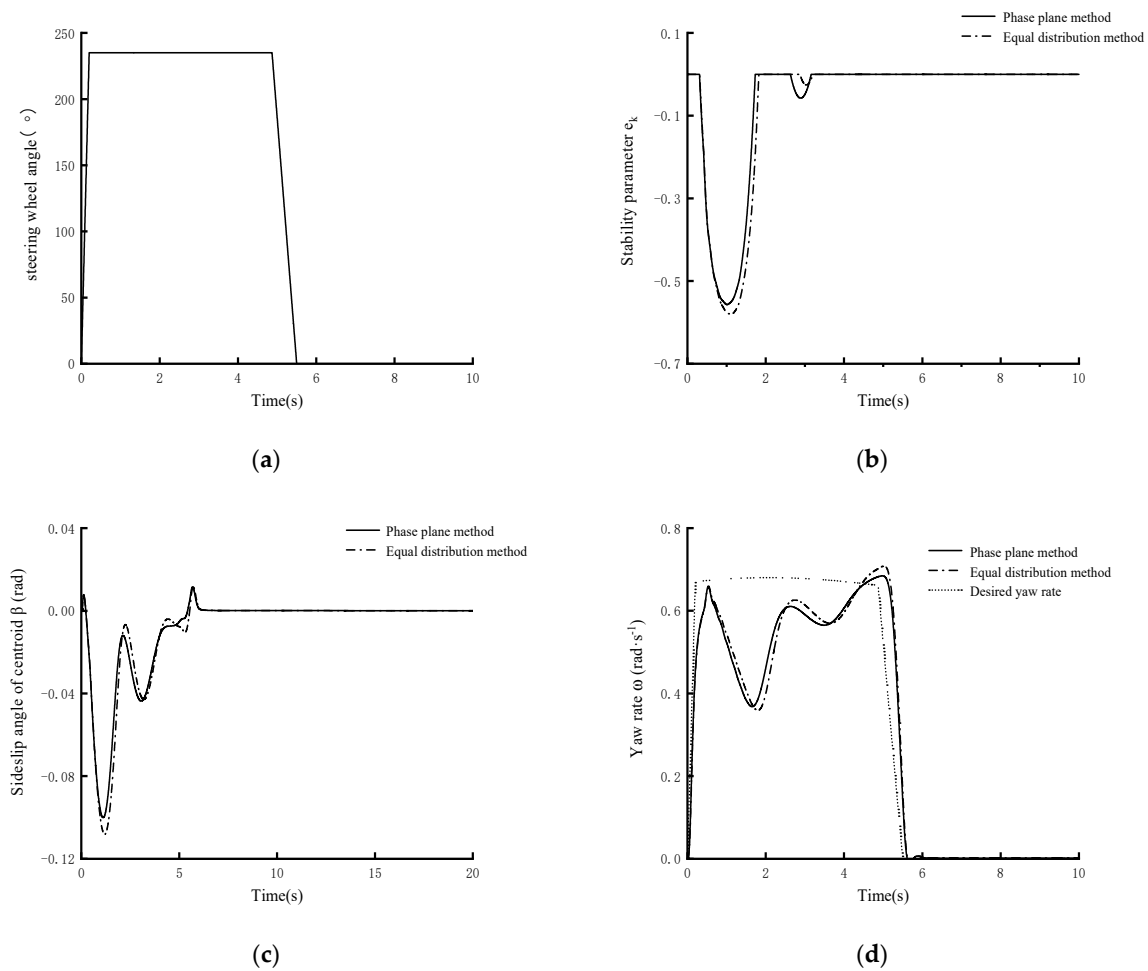 250
200
150
100
50
0
steering wheel angle( ° )
0 2 4 6 8 10
Time(s)
(a)
Phase plane method
Equal distribution method
0.1
-0.1
-0.3
-0.5
-0.7
Stability parameter eₖ
0 2 4 6 8 10
Time(s)
(b)
Phase plane method
Equal distribution method
0.04
0.00
-0.04
-0.08
-0.12
Sideslip angle of centroid β (rad)
0 5 10 15 20
Time(s)
(c)
Phase plane method
Equal distribution method
Desired yaw rate
0.8
0.6
0.4
0.2
0.0
Yaw rate ω (rad·s⁻¹)
0 2 4 6 8 10
Time(s)
(d)